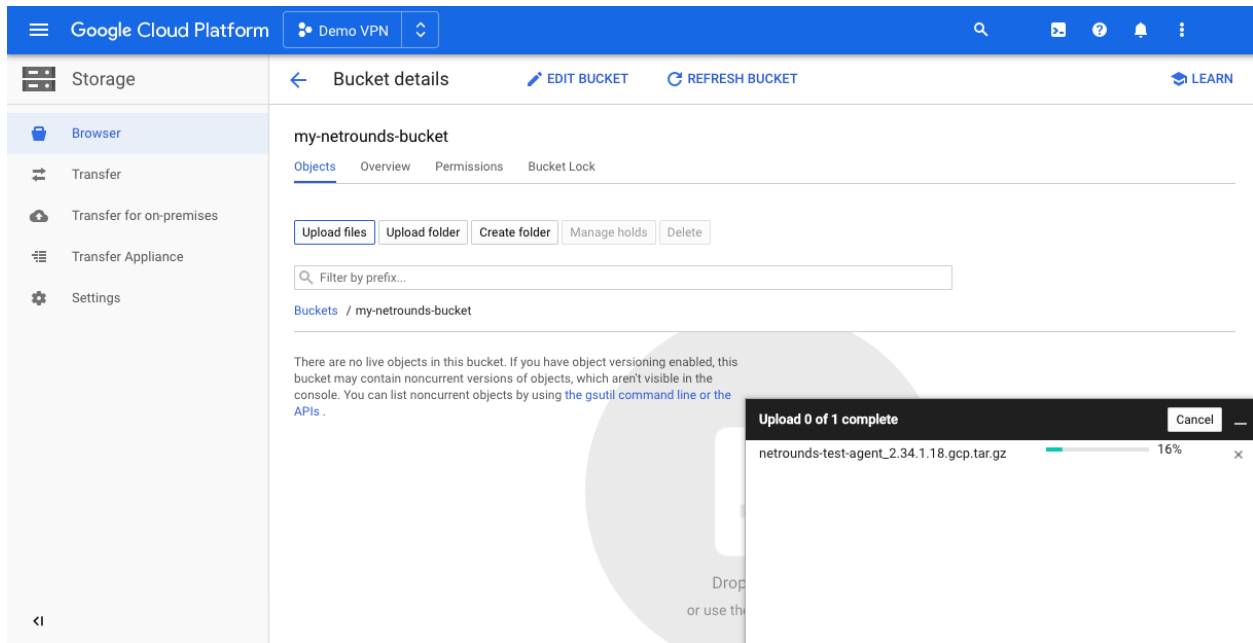 Google Cloud Platform
Demo VPN
Storage
Bucket details
EDIT BUCKET
REFRESH BUCKET
LEARN
Browser
Transfer
Transfer for on-premises
Transfer Appliance
Settings
my-netrounds-bucket
Objects Overview Permissions Bucket Lock
Upload files Upload folder Create folder Manage holds Delete
Filter by prefix...
Buckets / my-netrounds-bucket
There are no live objects in this bucket. If you have object versioning enabled, this
bucket may contain noncurrent versions of objects, which aren't visible in the
console. You can list noncurrent objects by using the gsutil command line or the
APIs .
Drop
or use the
Upload 0 of 1 complete
Cancel
netrounds-test-agent_2.34.1.18.gcp.tar.gz
16%